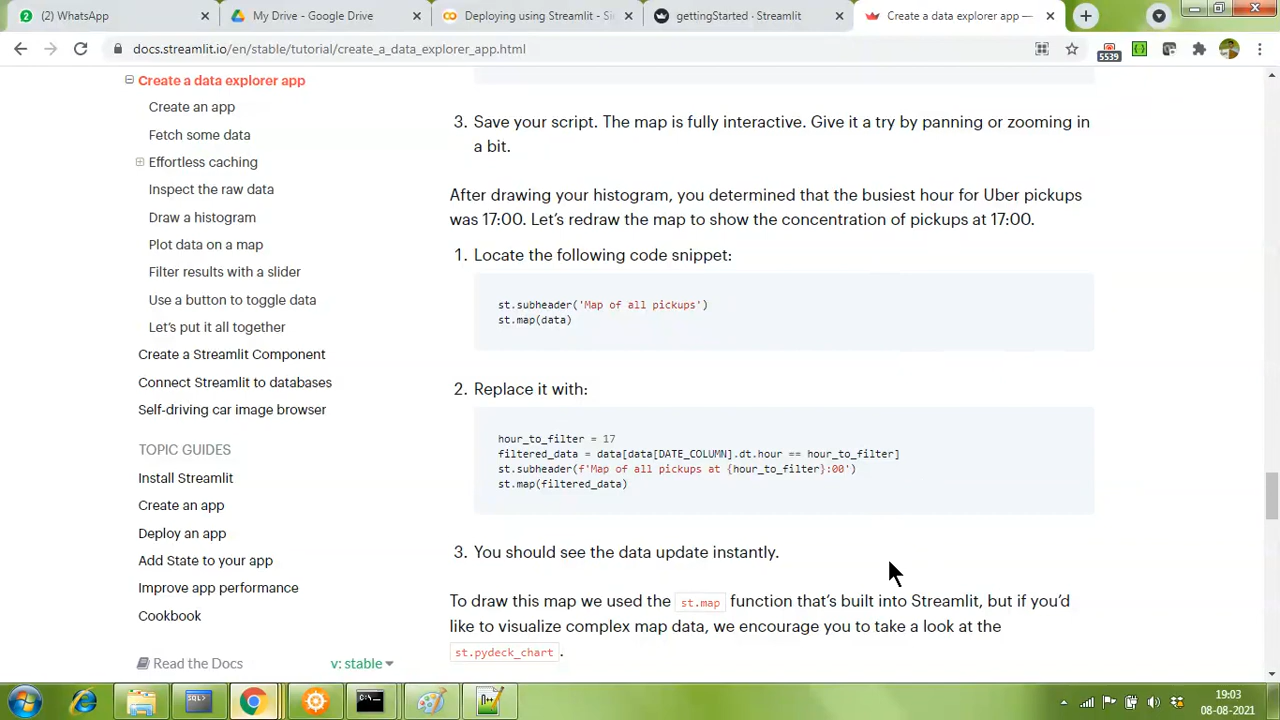 (2) WhatsApp
My Drive - Google Drive
Deploying using Streamlit - Si
gettingStarted · Streamlit
Create a data explorer app —
docs.streamlit.io/en/stable/tutorial/create_a_data_explorer_app.html
5539
Create a data explorer app
Create an app
Fetch some data
Effortless caching
Inspect the raw data
Draw a histogram
Plot data on a map
Filter results with a slider
Use a button to toggle data
Let's put it all together
Create a Streamlit Component
Connect Streamlit to databases
Self-driving car image browser
TOPIC GUIDES
Install Streamlit
Create an app
Deploy an app
Add State to your app
Improve app performance
Cookbook
Read the Docs
v: stable
3. Save your script. The map is fully interactive. Give it a try by panning or zooming in
a bit.
After drawing your histogram, you determined that the busiest hour for Uber pickups
was 17:00. Let's redraw the map to show the concentration of pickups at 17:00.
1. Locate the following code snippet:
st.subheader('Map of all pickups')
st.map(data)
2. Replace it with:
hour_to_filter = 17
filtered_data = data[data[DATE_COLUMN].dt.hour == hour_to_filter]
st.subheader(f'Map of all pickups at {hour_to_filter}:00')
st.map(filtered_data)
3. You should see the data update instantly.
To draw this map we used the st.map function that's built into Streamlit, but if you'd
like to visualize complex map data, we encourage you to take a look at the
st.pydeck_chart .
SQL>
19:03
08-08-2021